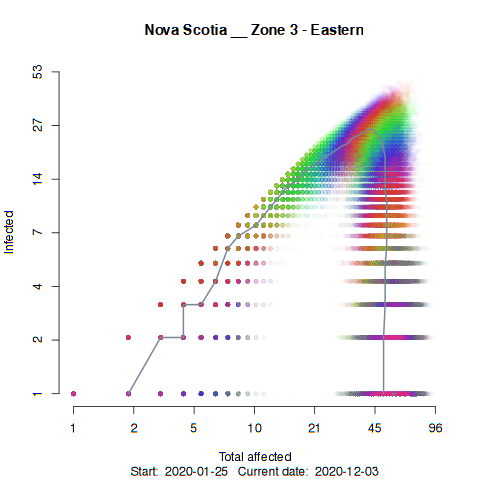 Nova Scotia __ Zone 3 - Eastern
53
27
14
7
4
2
1
Infected
1 2 5 10 21 45 96
Total affected
Start: 2020-01-25 Current date: 2020-12-03